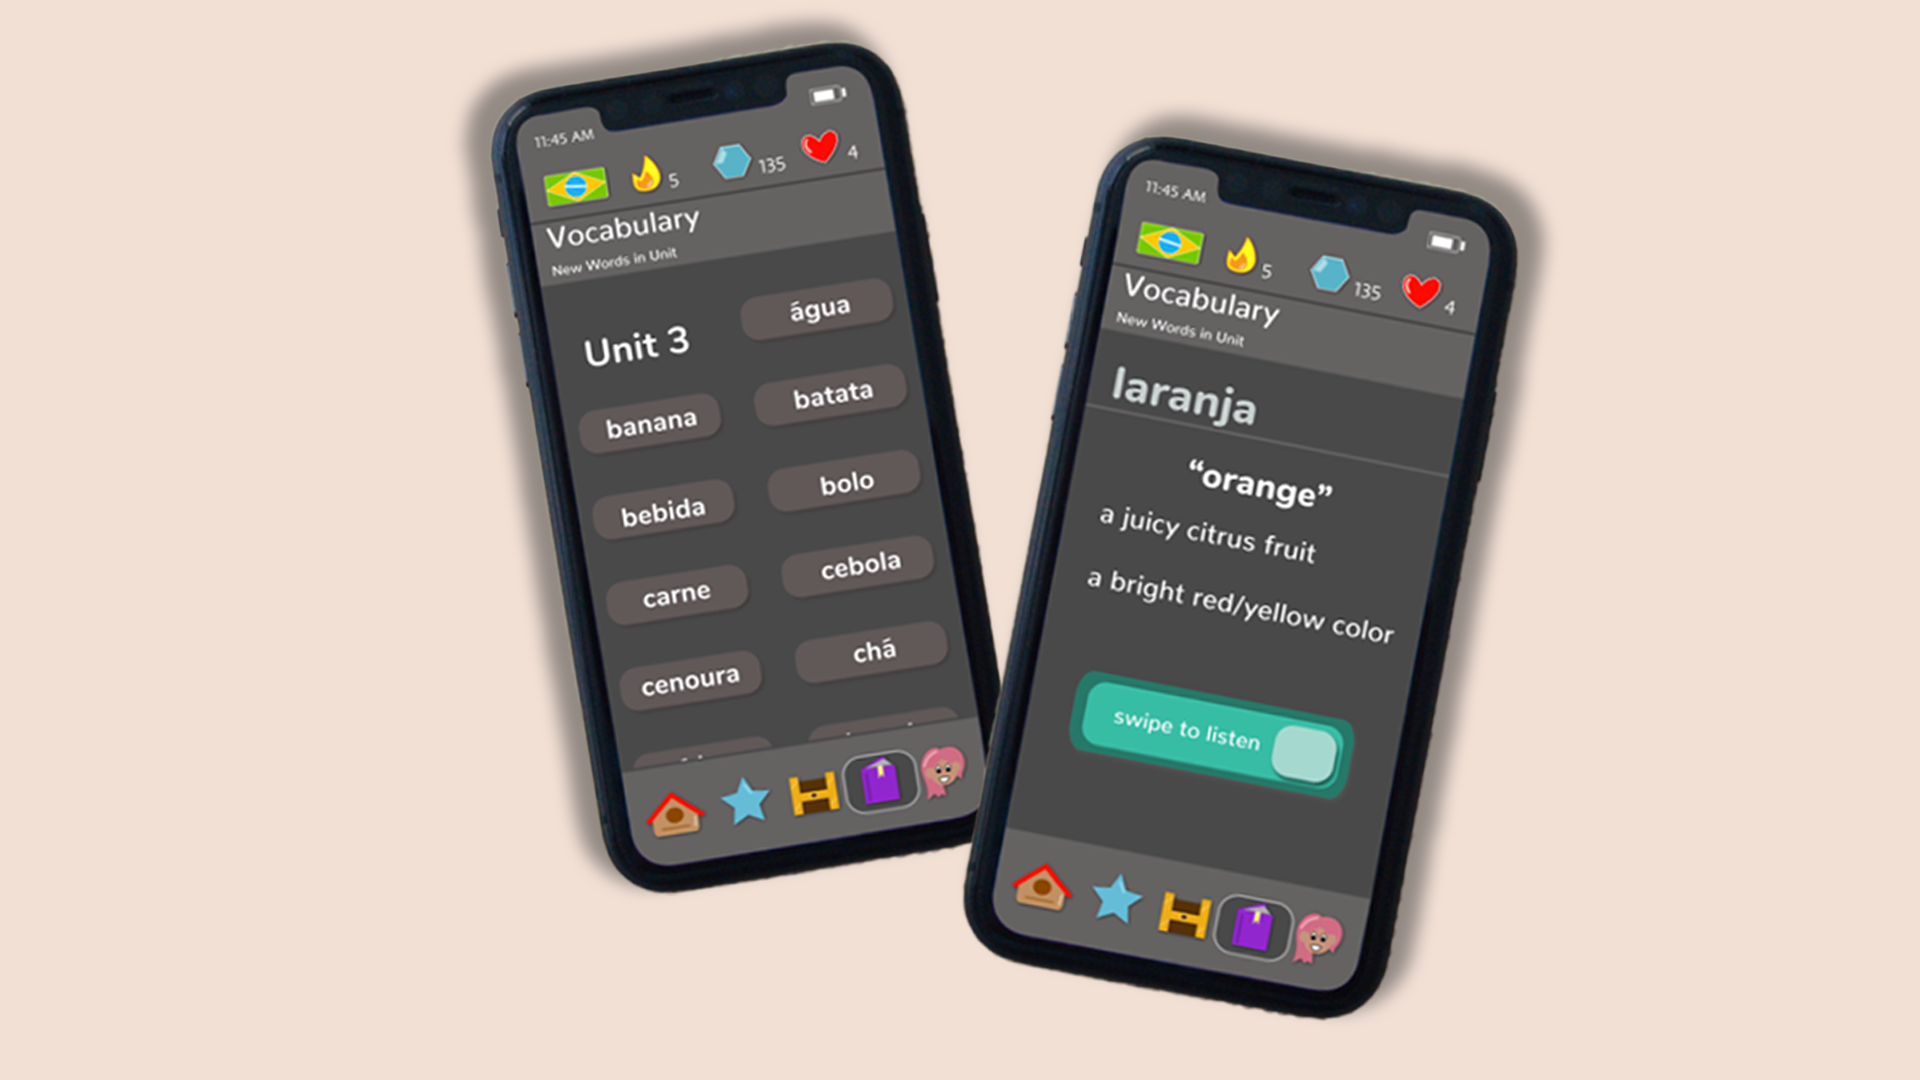 11:45 AM
5
135
4
Vocabulary
New Words in Unit
Unit 3
água
banana
batata
bebida
bolo
carne
cebola
cenoura
chá
11:45 AM
5
135
4
Vocabulary
New Words in Unit
laranja
“orange”
a juicy citrus fruit
a bright red/yellow color
swipe to listen